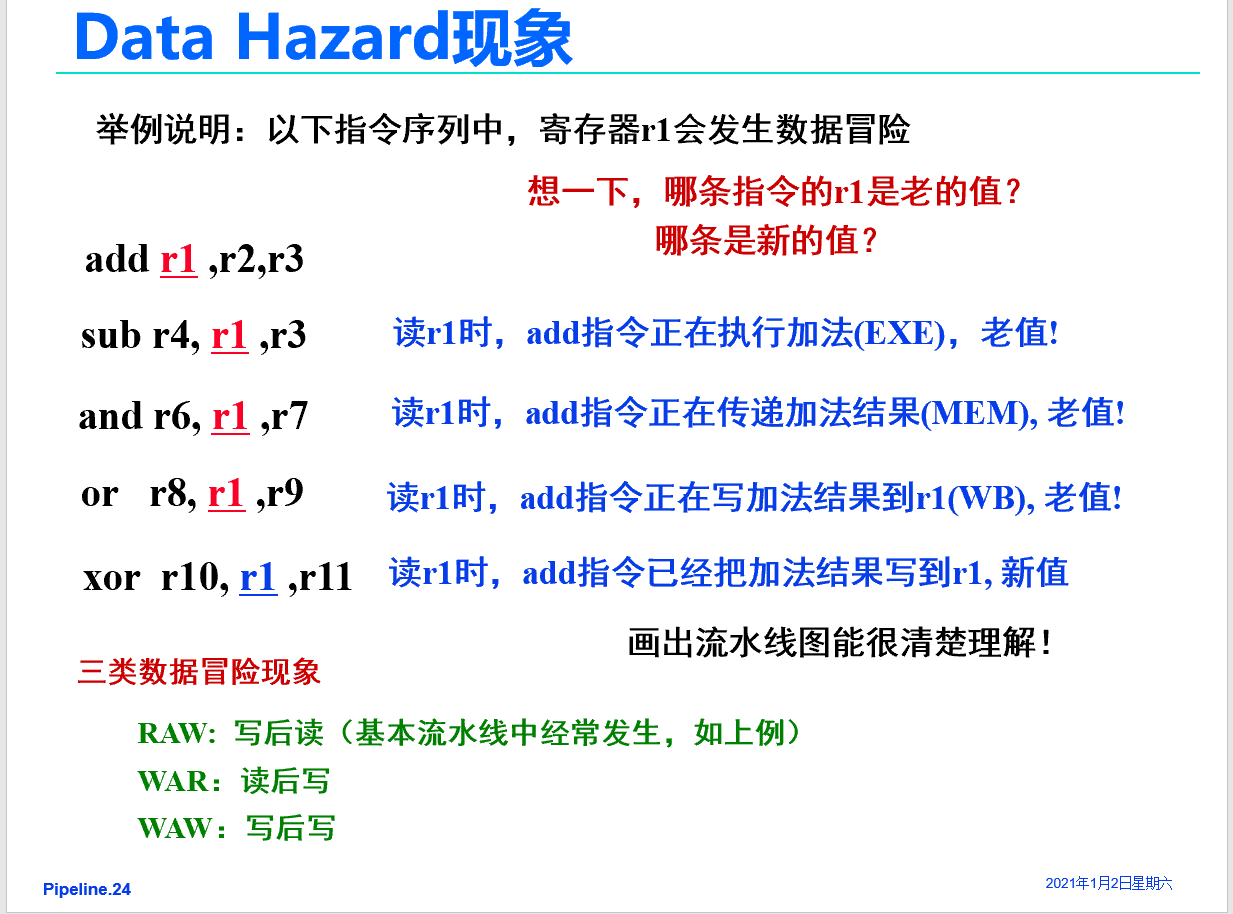 Data Hazard现象
举例说明：以下指令序列中，寄存器r1会发生数据冒险
想一下，哪条指令的r1是老的值？
哪条是新的值？
add r1 ,r2,r3
sub r4, r1 ,r3
读r1时，add指令正在执行加法(EXE)，老值!
and r6, r1 ,r7
读r1时，add指令正在传递加法结果(MEM), 老值!
or r8, r1 ,r9
读r1时，add指令正在写加法结果到r1(WB), 老值!
xor r10, r1 ,r11
读r1时，add指令已经把加法结果写到r1, 新值
画出流水线图能很清楚理解！
三类数据冒险现象
RAW: 写后读（基本流水线中经常发生，如上例）
WAR：读后写
WAW：写后写
Pipeline.24
2021年1月2日星期六